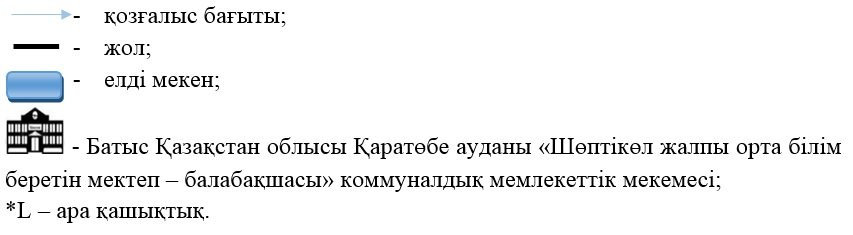 - қозғалыс бағыты;
- жол;
- елді мекен;
- Батыс Қазақстан облысы Қаратөбе ауданы «Шөптікөл жалпы орта білім
беретін мектеп – балабақшасы» коммуналдық мемлекеттік мекемесі;
*L – ара қашықтық.